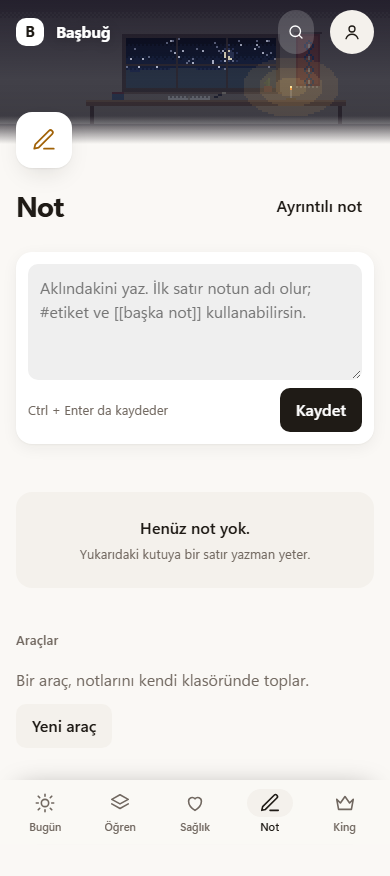 B Başbuğ
Not
Ayrıntılı not
Aklındakini yaz. İlk satır notun adı olur;
#etiket ve [[başka not]] kullanabilirsin.
Ctrl + Enter da kaydeder
Kaydet
Henüz not yok.
Yukarıdaki kutuya bir satır yazman yeter.
Araçlar
Bir araç, notlarını kendi klasöründe toplar.
Yeni araç
Bugün
Öğren
Sağlık
Not
King